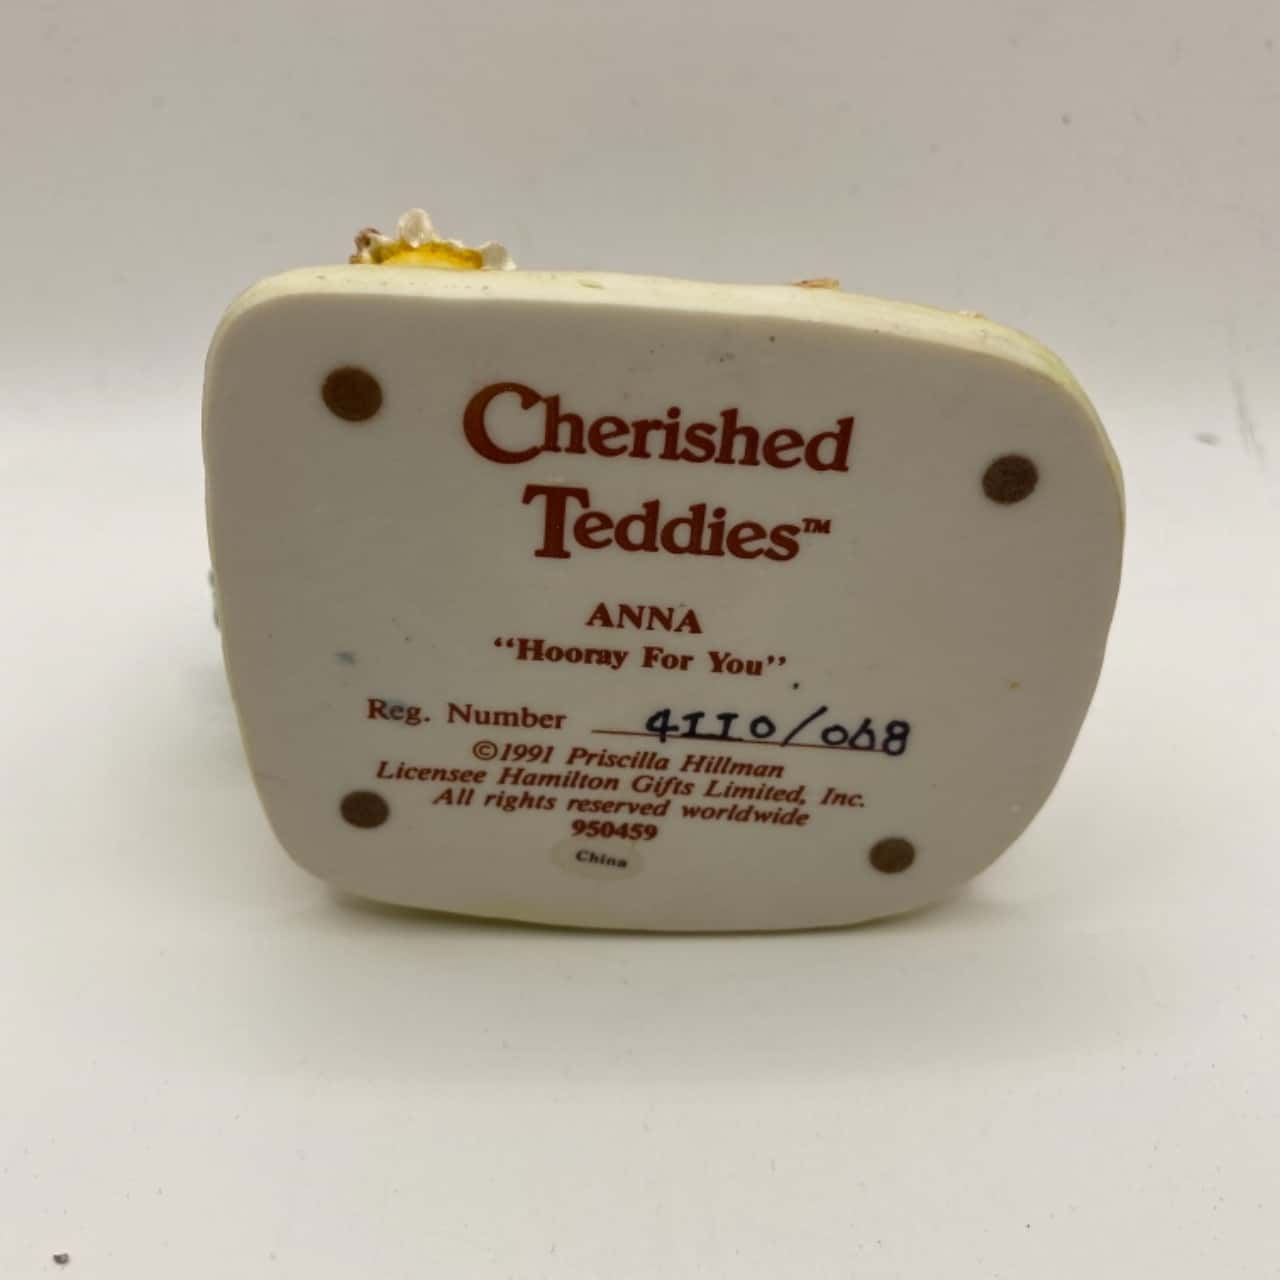 Cherished
Teddies™
ANNA
“Hooray For You”
Reg. Number 4110/068
©1991 Priscilla Hillman
Licensee Hamilton Gifts Limited, Inc.
All rights reserved worldwide
950459
China